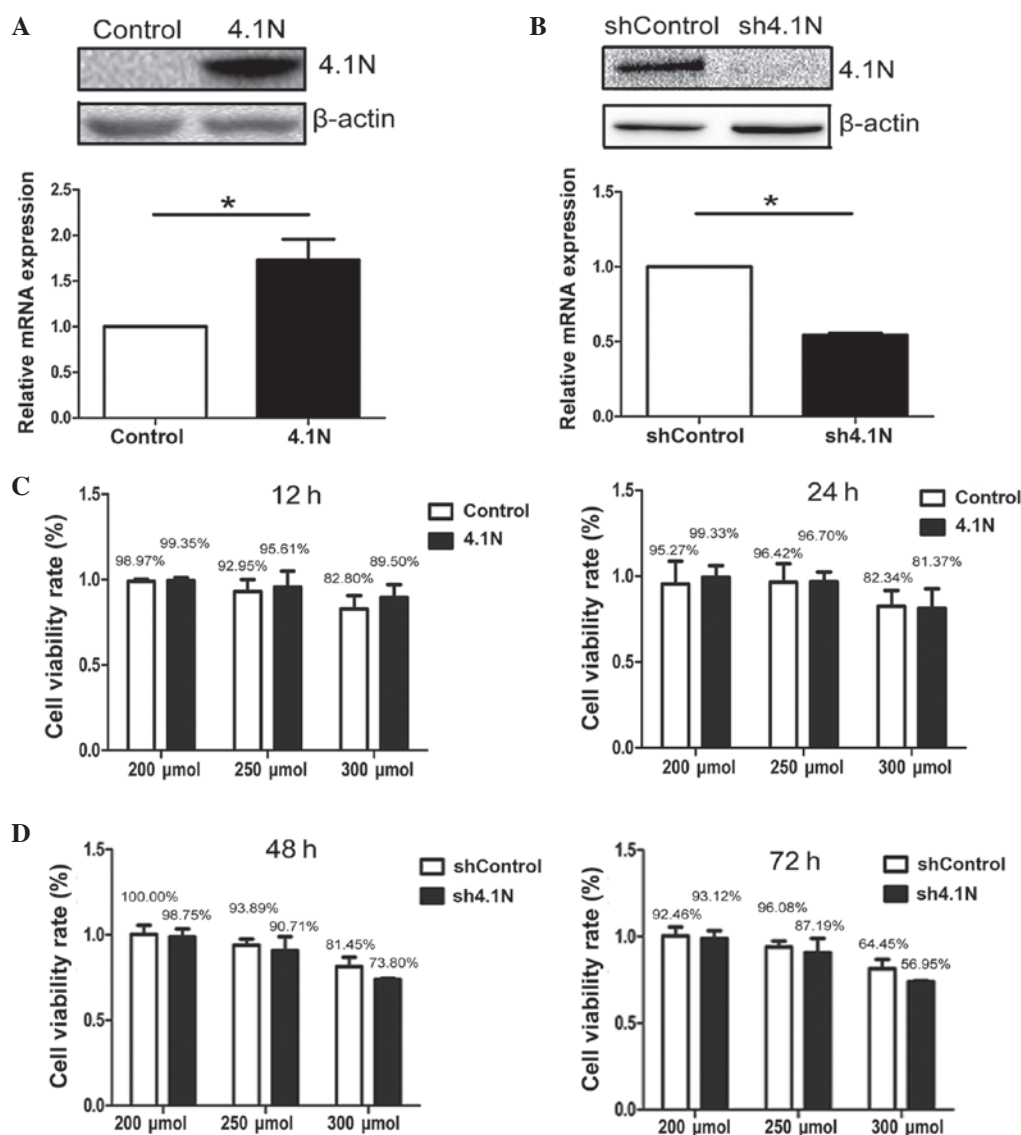 A
Control 4.1N
4.1N
β-actin
Relative mRNA expression
2.5
2.0
1.5
1.0
0.5
0.0
*
Control 4.1N
B
shControl sh4.1N
4.1N
β-actin
Relative mRNA expression
1.5
1.0
0.5
0.0
*
shControl sh4.1N
C
12 h
Cell viability rate (%)
1.5
1.0
0.5
0.0
Control
4.1N
98.97% 99.35% 92.95% 95.61% 82.80% 89.50%
200 µmol 250 µmol 300 µmol
24 h
Cell viability rate (%)
1.5
1.0
0.5
0.0
Control
4.1N
95.27% 99.33% 96.42% 96.70% 82.34% 81.37%
200 µmol 250 µmol 300 µmol
D
48 h
Cell viability rate (%)
1.5
1.0
0.5
0.0
shControl
sh4.1N
100.00% 98.75% 93.89% 90.71% 81.45% 73.80%
200 µmol 250 µmol 300 µmol
72 h
Cell viability rate (%)
1.5
1.0
0.5
0.0
shControl
sh4.1N
92.46% 93.12% 96.08% 87.19% 64.45% 56.95%
200 µmol 250 µmol 300 µmol